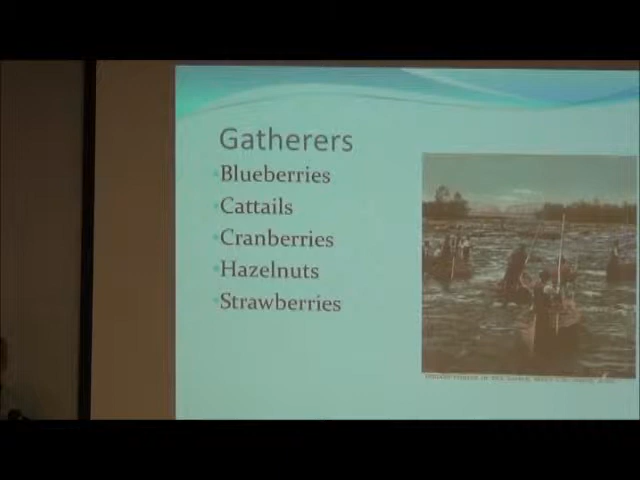 Gatherers
Blueberries
Cattails
Cranberries
Hazelnuts
Strawberries